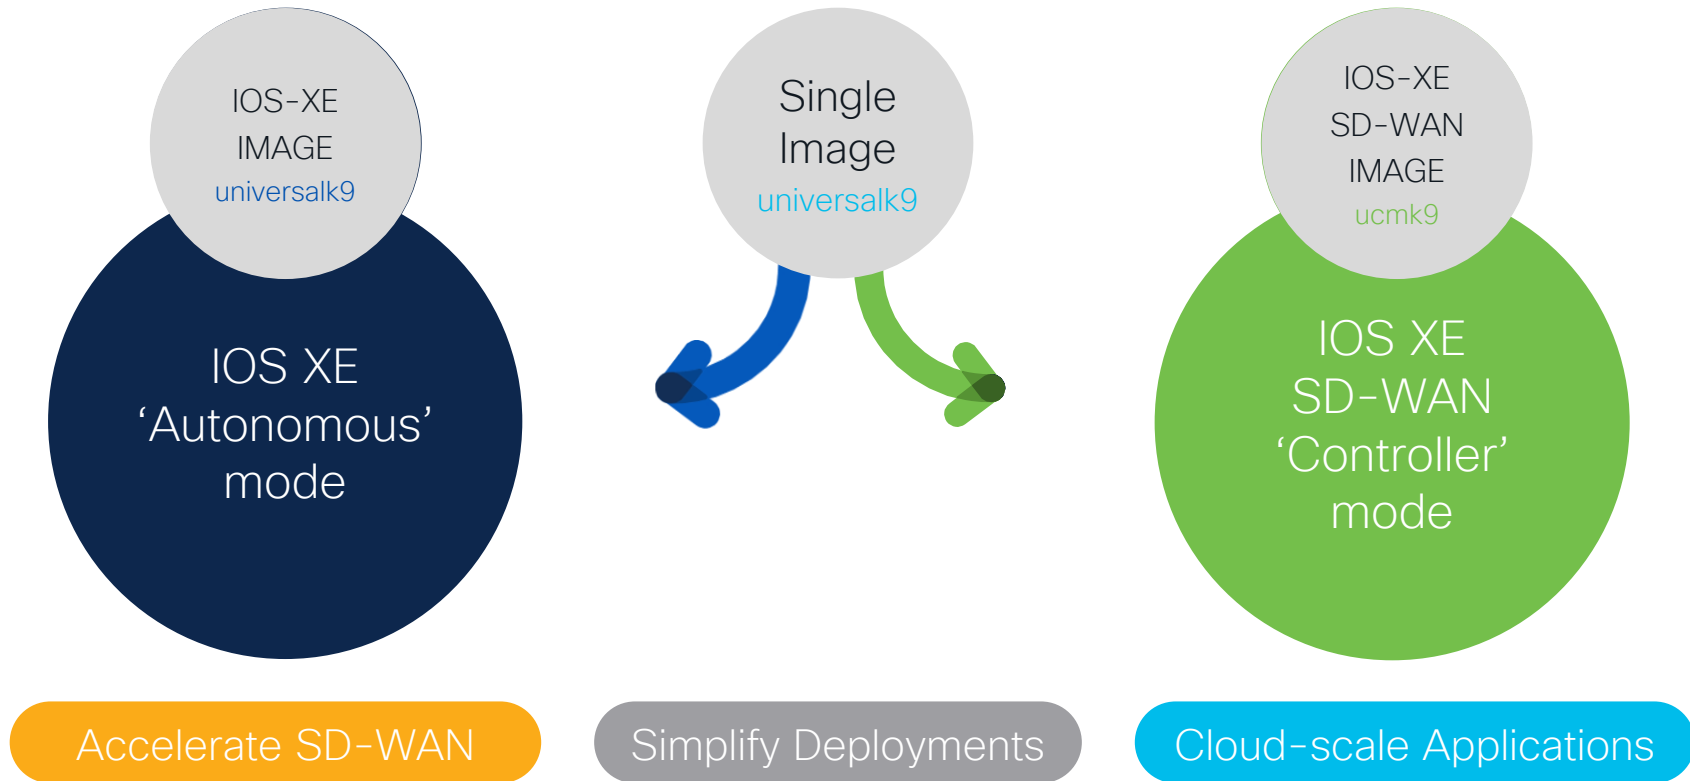 IOS-XE
IMAGE
universalk9
IOS XE
‘Autonomous’
mode
Single
Image
universalk9
IOS-XE
SD-WAN
IMAGE
ucmk9
IOS XE
SD-WAN
‘Controller’
mode
Accelerate SD-WAN
Simplify Deployments
Cloud-scale Applications